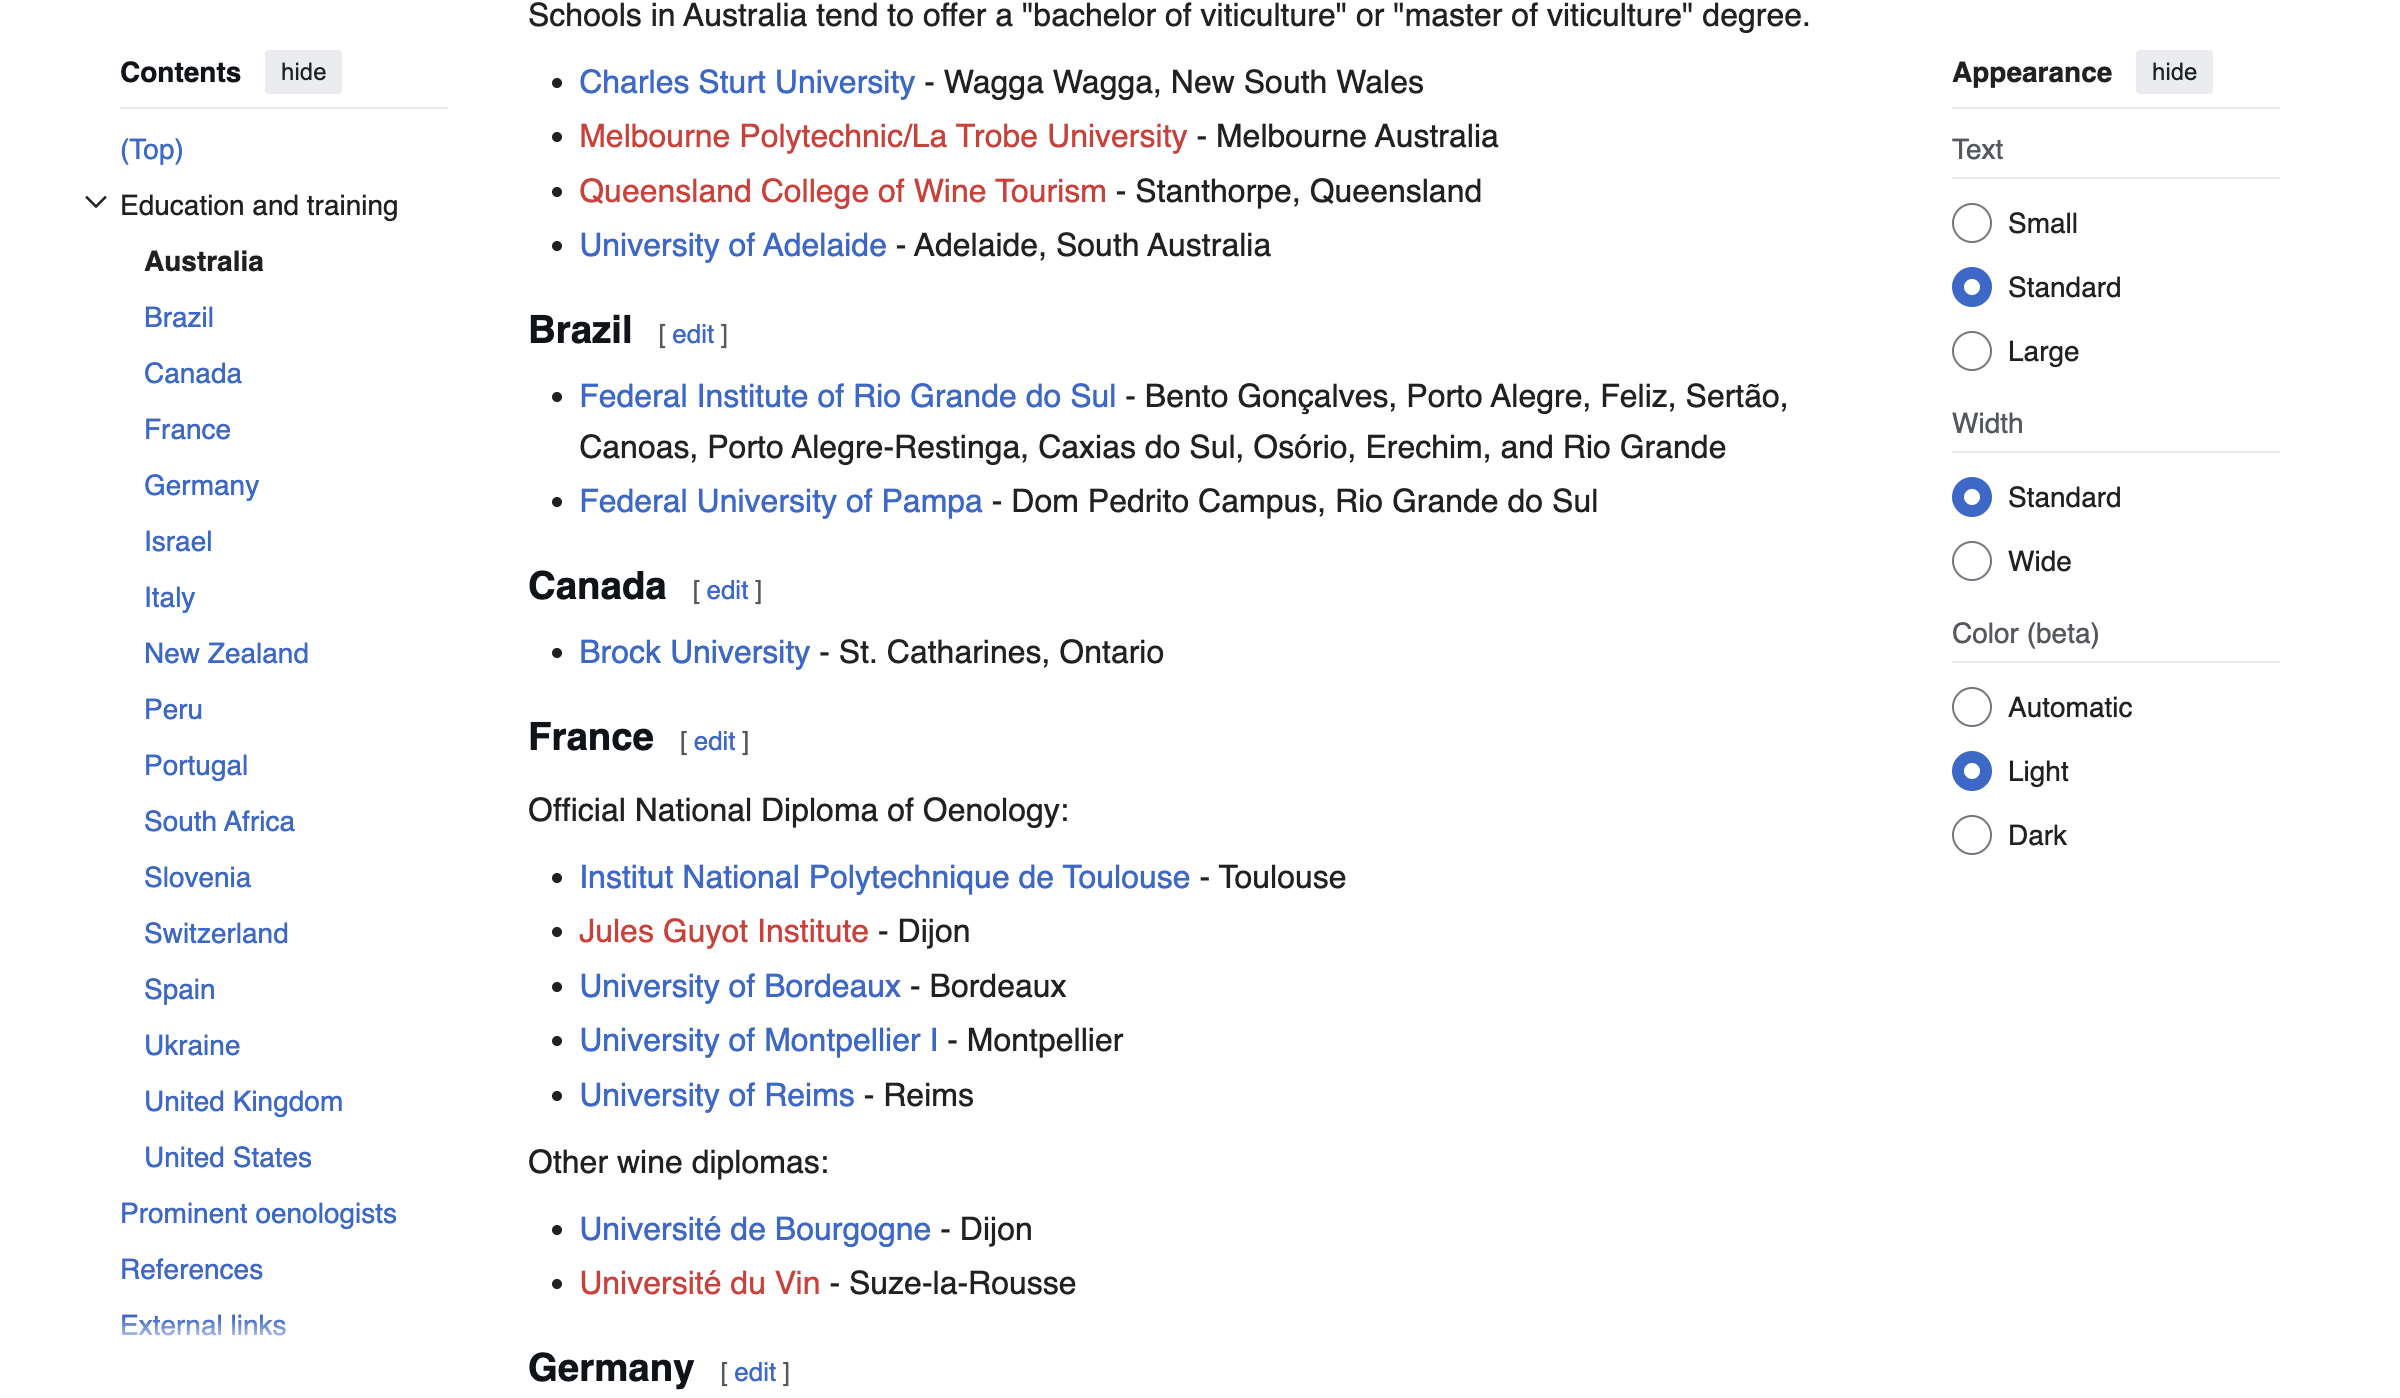 Schools in Australia tend to offer a "bachelor of viticulture" or "master of viticulture" degree.
Contents hide
(Top)
Education and training
Australia
Brazil
Canada
France
Germany
Israel
Italy
New Zealand
Peru
Portugal
South Africa
Slovenia
Switzerland
Spain
Ukraine
United Kingdom
United States
Prominent oenologists
References
External links
Charles Sturt University - Wagga Wagga, New South Wales
Melbourne Polytechnic/La Trobe University - Melbourne Australia
Queensland College of Wine Tourism - Stanthorpe, Queensland
University of Adelaide - Adelaide, South Australia
Brazil [ edit ]
Federal Institute of Rio Grande do Sul - Bento Gonçalves, Porto Alegre, Feliz, Sertão,
Canoas, Porto Alegre-Restinga, Caxias do Sul, Osório, Erechim, and Rio Grande
Federal University of Pampa - Dom Pedrito Campus, Rio Grande do Sul
Canada [ edit ]
Brock University - St. Catharines, Ontario
France [ edit ]
Official National Diploma of Oenology:
Institut National Polytechnique de Toulouse - Toulouse
Jules Guyot Institute - Dijon
University of Bordeaux - Bordeaux
University of Montpellier I - Montpellier
University of Reims - Reims
Other wine diplomas:
Université de Bourgogne - Dijon
Université du Vin - Suze-la-Rousse
Germany [ edit ]
Appearance hide
Text
Small
Standard
Large
Width
Standard
Wide
Color (beta)
Automatic
Light
Dark